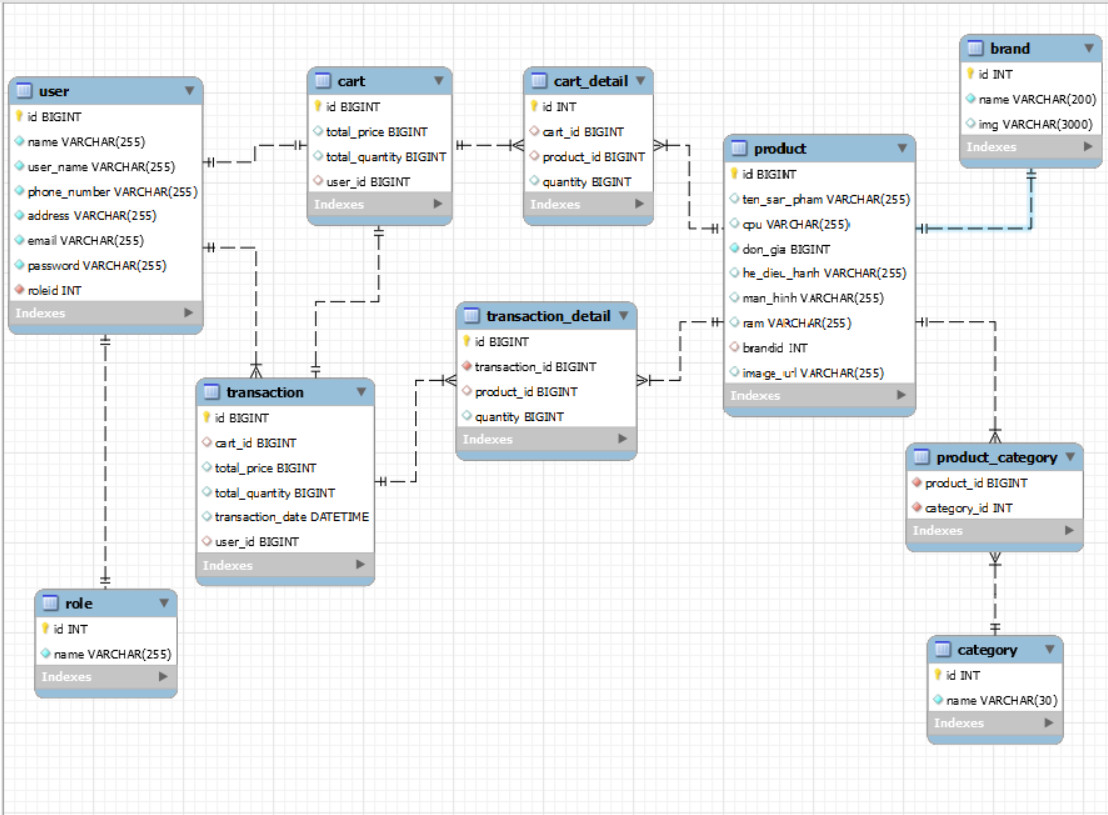 user
id BIGINT
name VARCHAR(255)
user_name VARCHAR(255)
phone_number VARCHAR(255)
address VARCHAR(255)
email VARCHAR(255)
password VARCHAR(255)
roleid INT
Indexes
cart
id BIGINT
total_price BIGINT
total_quantity BIGINT
user_id BIGINT
Indexes
cart_detail
id INT
cart_id BIGINT
product_id BIGINT
quantity BIGINT
Indexes
product
id BIGINT
ten_sar_pham VARCHAR(255)
cpu VARCHAR(255)
don_gia BIGINT
he_dieu_hanh VARCHAR(255)
man_hinh VARCHAR(255)
ram VARCHAR(255)
brandid INT
image_url VARCHAR(255)
Indexes
brand
id INT
name VARCHAR(200)
img VARCHAR(3000)
Indexes
transaction_detail
id BIGINT
transaction_id BIGINT
product_id BIGINT
quantity BIGINT
Indexes
transaction
id BIGINT
cart_id BIGINT
total_price BIGINT
total_quantity BIGINT
transaction_date DATETIME
user_id BIGINT
Indexes
product_category
product_id BIGINT
category_id INT
Indexes
role
id INT
name VARCHAR(255)
Indexes
category
id INT
name VARCHAR(30)
Indexes